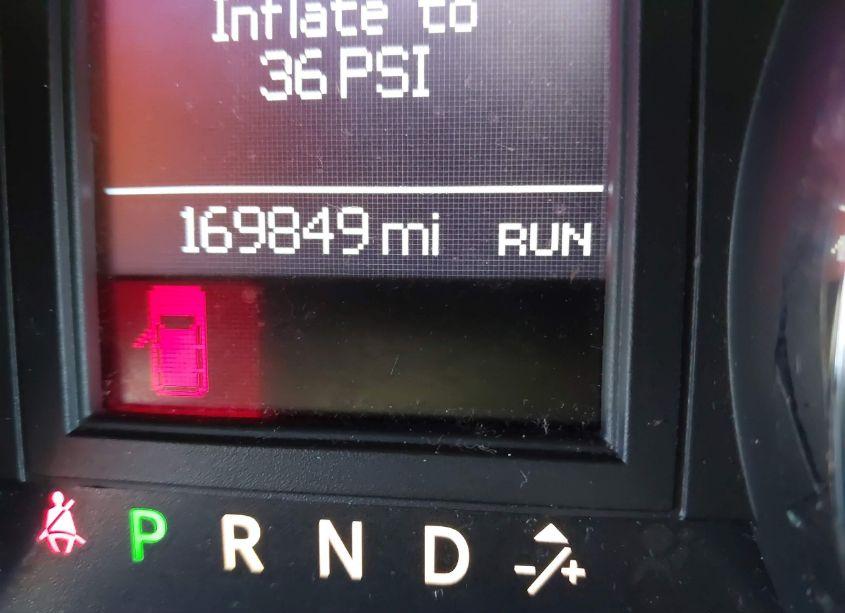 Inflate to
36 PSI
169849 mi RUN
P R N D -/+